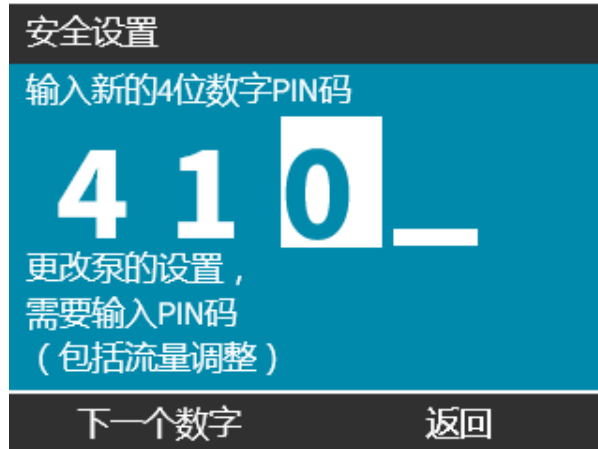 安全设置
输入新的4位数字PIN码
4 1 0 _
更改泵的设置，
需要输入PIN码
（包括流量调整）
下一个数字 返回